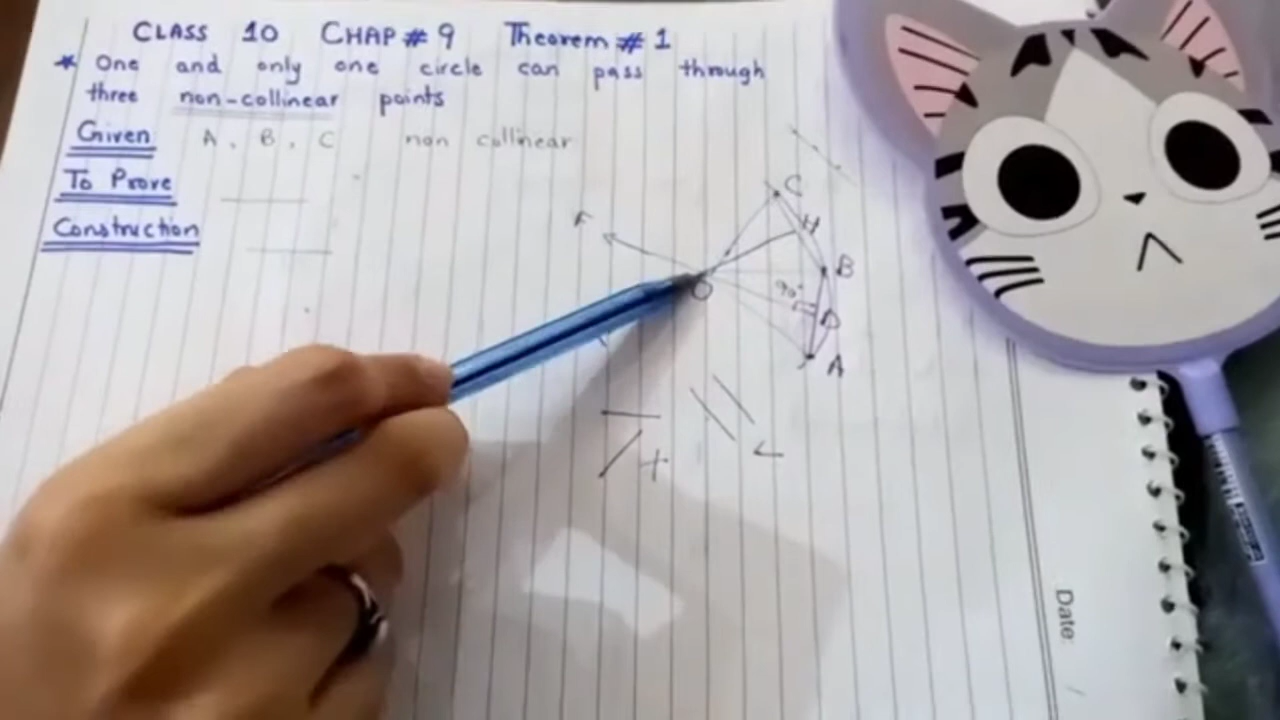 CLASS 10 CHAP # 9 Theorem # 1
* One and only one circle can pass through
three non-collinear points
Given A, B, C non collinear
To Prove
Construction
F
C
H
B
O
90°
D
A
Date: